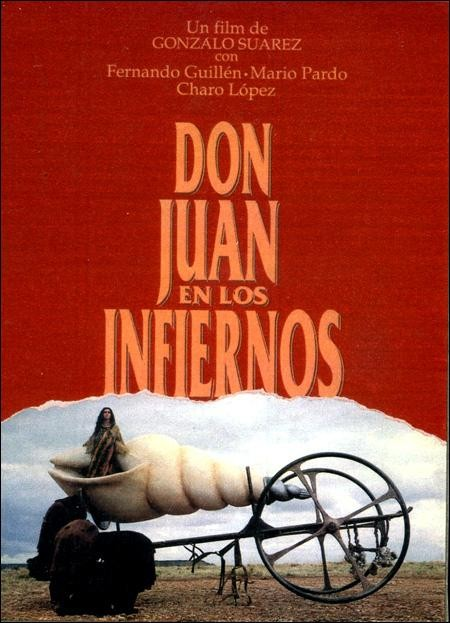 Un film de
GONZALO SUAREZ
con
Fernando Guillén · Mario Pardo
Charo López
DON
JUAN
EN LOS
INFIERNOS